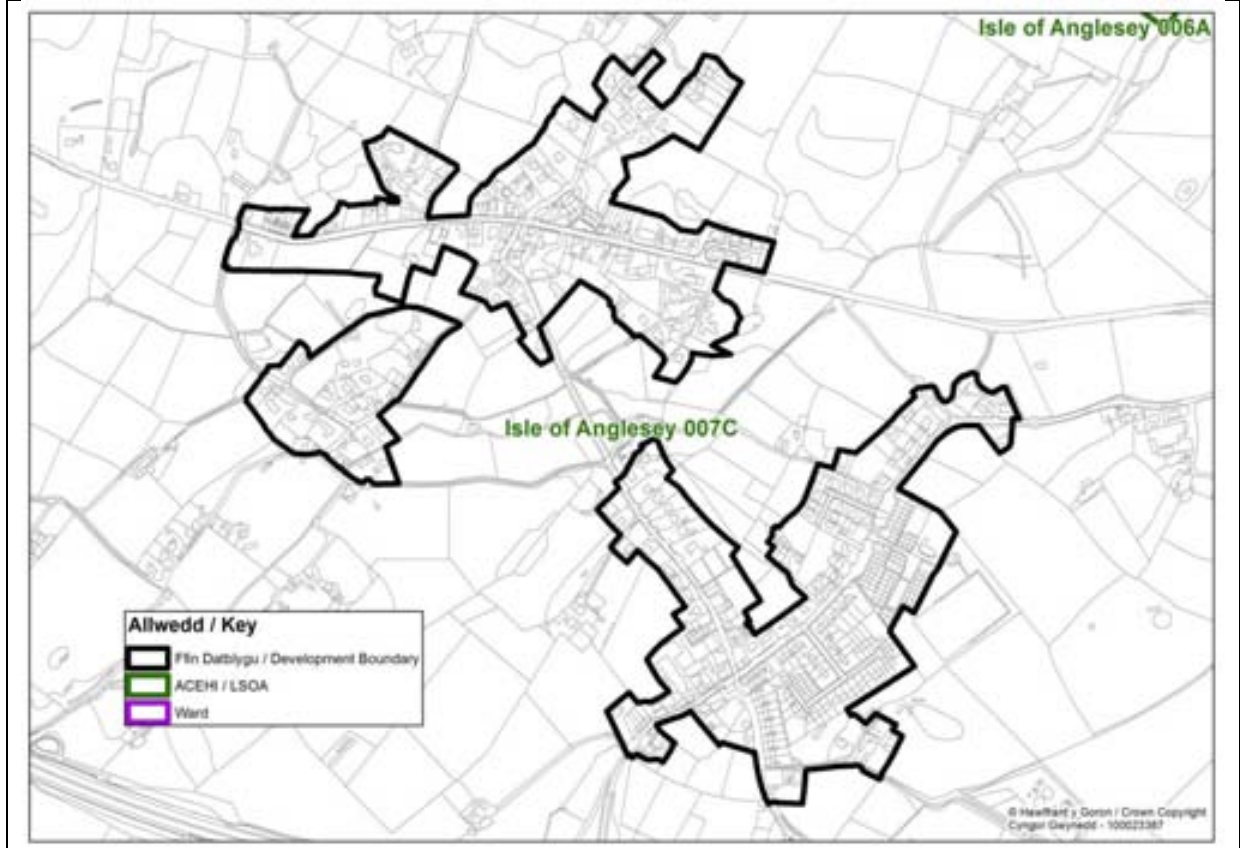 Isle of Anglesey 006A
Isle of Anglesey 007C
Allwedd / Key
Ffin Datblygu / Development Boundary
ACEHI / LSOA
Ward
© Hawlfraint y Goron / Crown Copyright
Cyngor Gwynedd - 100023387